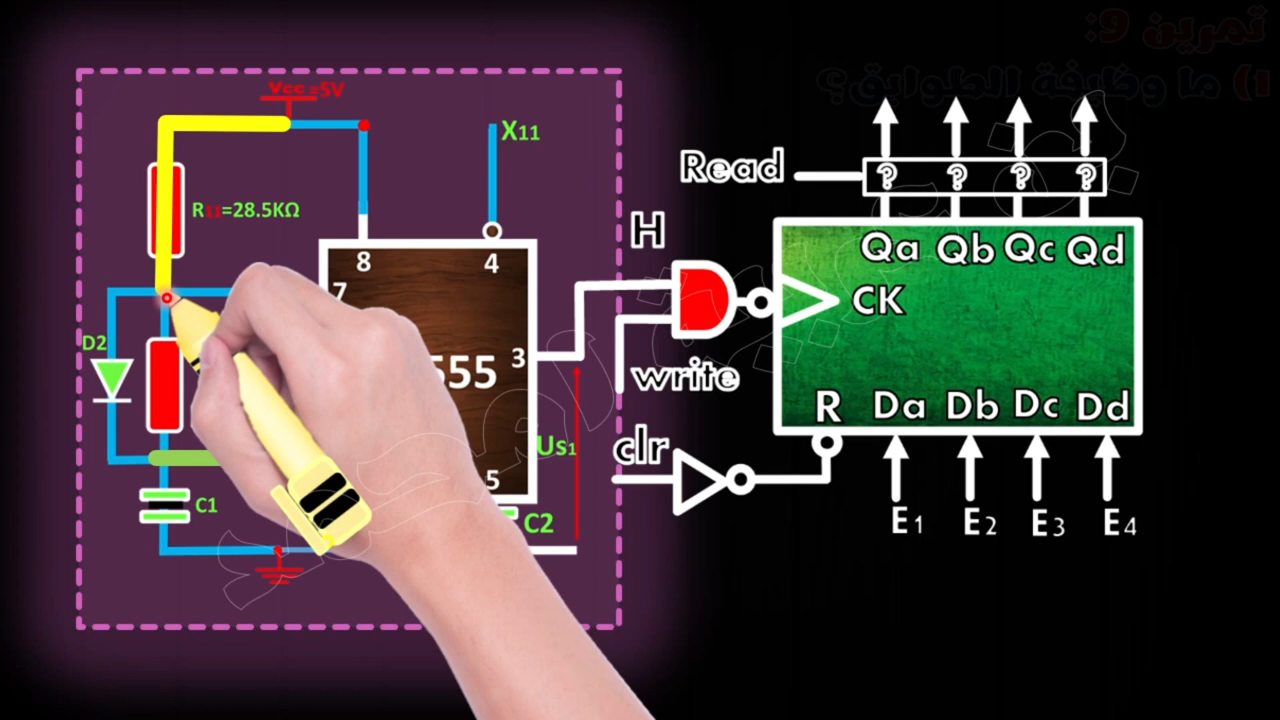 تمرين 9:
1) ما وظيفة الطوابق؟
Vcc=5V
X11
Read
? ? ? ?
R11=28.5KΩ
H
8
4
Qa Qb Qc Qd
7
CK
D2
3
555
write
R Da Db Dc Dd
Us1
clr
5
C1
C2
E1 E2 E3 E4